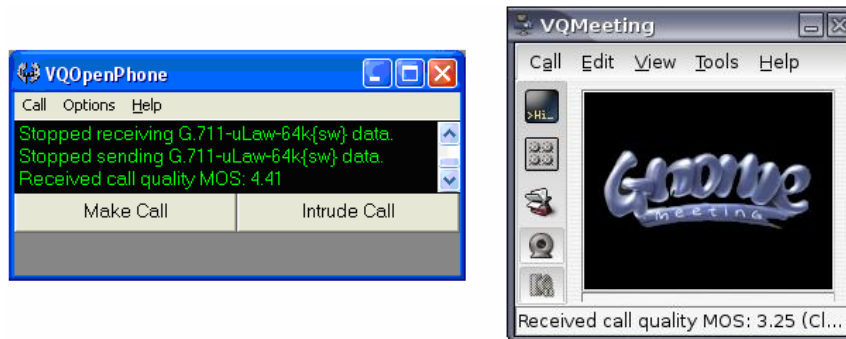 VQOpenPhone
Call Options Help
Stopped receiving G.711-uLaw-64k{sw} data.
Stopped sending G.711-uLaw-64k{sw} data.
Received call quality MOS: 4.41
Make Call Intrude Call
VQMeeting
Call Edit View Tools Help
>Hi_
GNOME
meeting
Received call quality MOS: 3.25 (Cl...